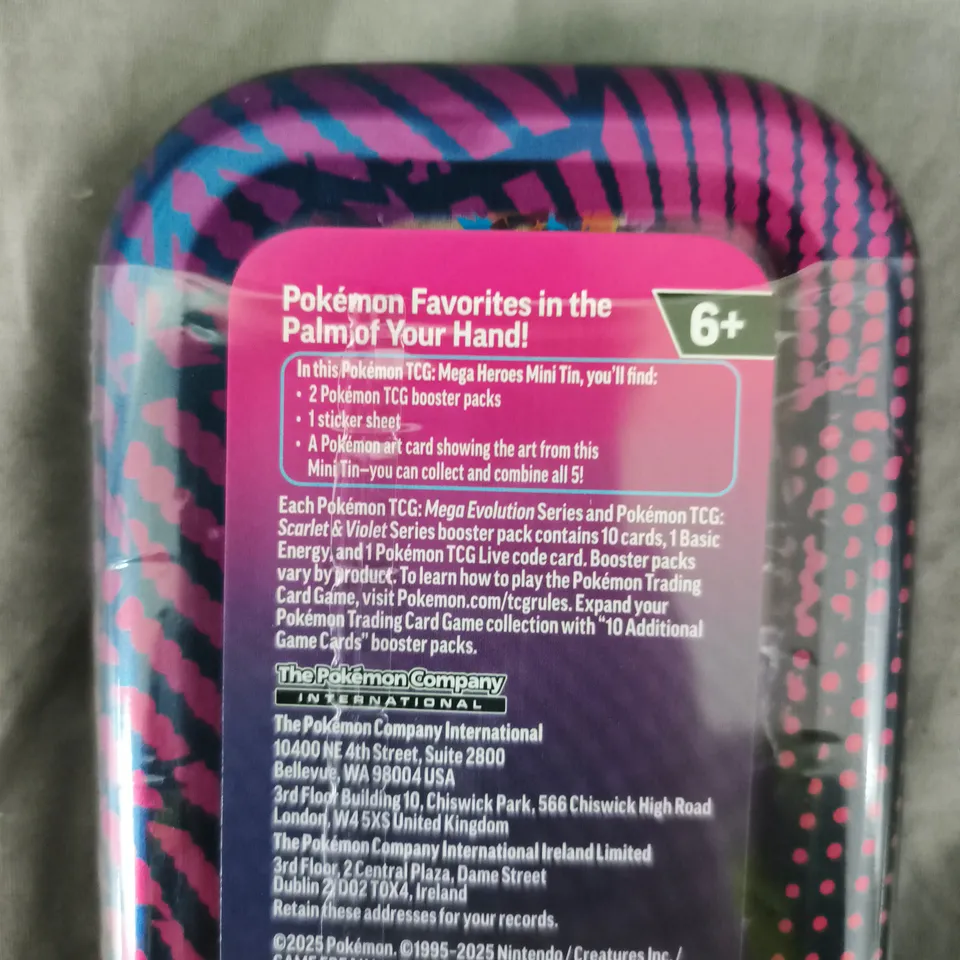 Pokémon Favorites in the
Palm of Your Hand!
6+
In this Pokémon TCG: Mega Heroes Mini Tin, you'll find:
• 2 Pokémon TCG booster packs
• 1 sticker sheet
• A Pokémon art card showing the art from this
Mini Tin—you can collect and combine all 5!
Each Pokémon TCG: Mega Evolution Series and Pokémon TCG:
Scarlet & Violet Series booster pack contains 10 cards, 1 Basic
Energy, and 1 Pokémon TCG Live code card. Booster packs
vary by product. To learn how to play the Pokémon Trading
Card Game, visit Pokemon.com/tcgrules. Expand your
Pokémon Trading Card Game collection with "10 Additional
Game Cards" booster packs.
The Pokémon Company
INTERNATIONAL
The Pokémon Company International
10400 NE 4th Street, Suite 2800
Bellevue, WA 98004 USA
3rd Floor Building 10, Chiswick Park, 566 Chiswick High Road
London, W4 5XS United Kingdom
The Pokémon Company International Ireland Limited
3rd Floor, 2 Central Plaza, Dame Street
Dublin 2, D02 T0X4, Ireland
Retain these addresses for your records.
©2025 Pokémon. ©1995–2025 Nintendo / Creatures Inc. /